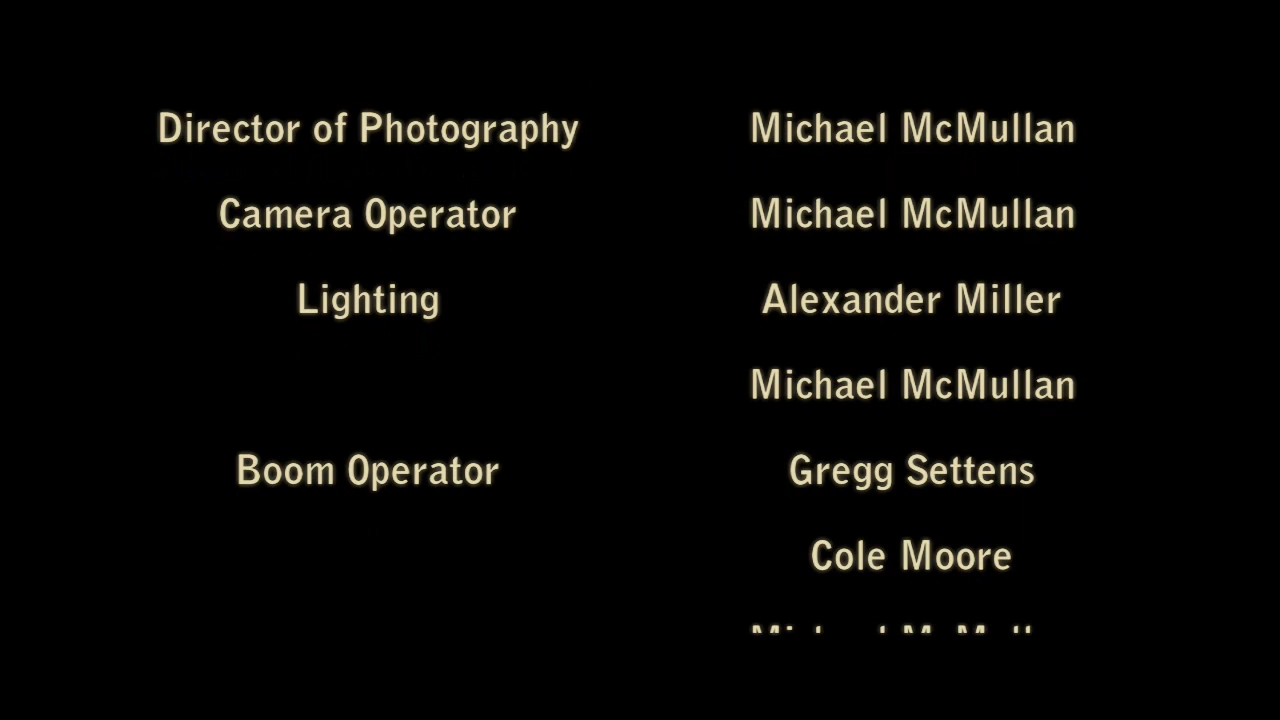 Director of Photography Michael McMullan
Camera Operator Michael McMullan
Lighting Alexander Miller
Michael McMullan
Boom Operator Gregg Settens
Cole Moore